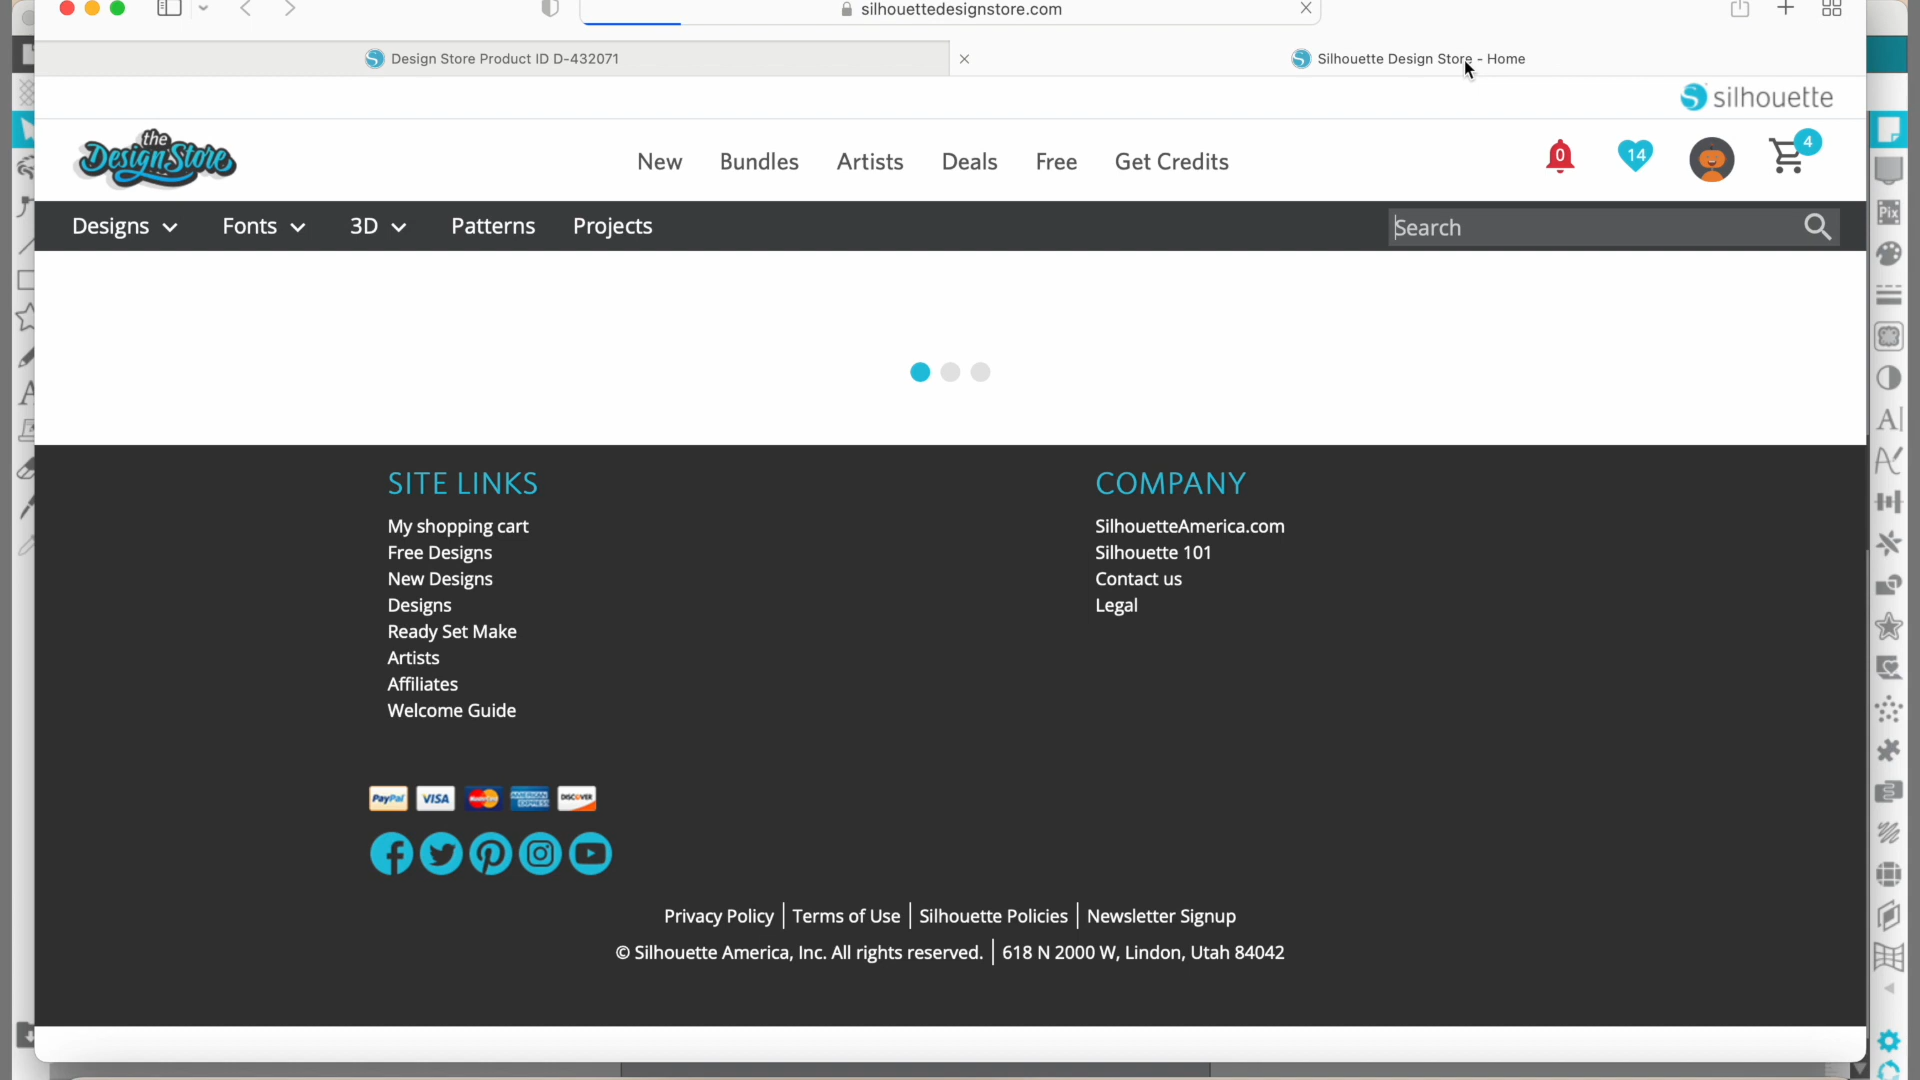 silhouettedesignstore.com
Design Store Product ID D-432071
Silhouette Design Store - Home
silhouette
the Design Store
New Bundles Artists Deals Free Get Credits
0
14
4
Designs Fonts 3D Patterns Projects
Search
Pix
SITE LINKS
My shopping cart
Free Designs
New Designs
Designs
Ready Set Make
Artists
Affiliates
Welcome Guide
COMPANY
SilhouetteAmerica.com
Silhouette 101
Contact us
Legal
PayPal VISA MasterCard AMERICAN EXPRESS DISCOVER
Privacy Policy Terms of Use Silhouette Policies Newsletter Signup
© Silhouette America, Inc. All rights reserved. 618 N 2000 W, Lindon, Utah 84042